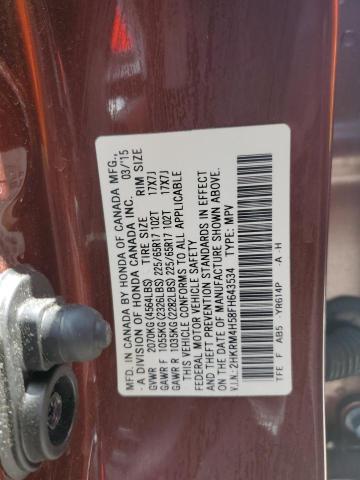 MFD. IN CANADA BY HONDA OF CANADA MFG.,
A DIVISION OF HONDA CANADA INC. 03/15
TIRE SIZE RIM SIZE
GVWR 2070KG(4564LBS)
GAWR F 1055KG(2326LBS) 225/65R17 102T 17X7J
GAWR R 1035KG(2282LBS) 225/65R17 102T 17X7J
THIS VEHICLE CONFORMS TO ALL APPLICABLE
FEDERAL MOTOR VEHICLE SAFETY
AND THEFT PREVENTION STANDARDS IN EFFECT
ON THE DATE OF MANUFACTURE SHOWN ABOVE.
V.I.N.: 2HKRM4H58FH643534 TYPE: MPV
TFE F AB5 YR614P A H